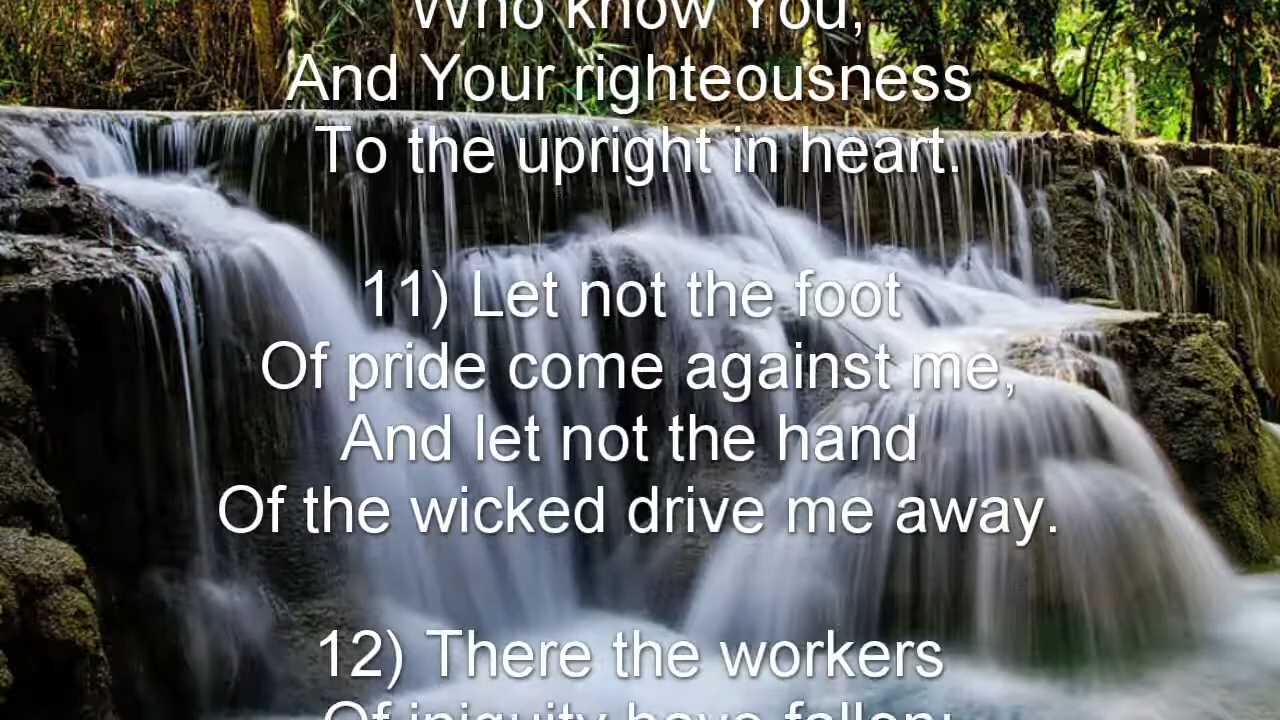 Who know You,
And Your righteousness
To the upright in heart.
11) Let not the foot
Of pride come against me,
And let not the hand
Of the wicked drive me away.
12) There the workers
Of iniquity have fallen;